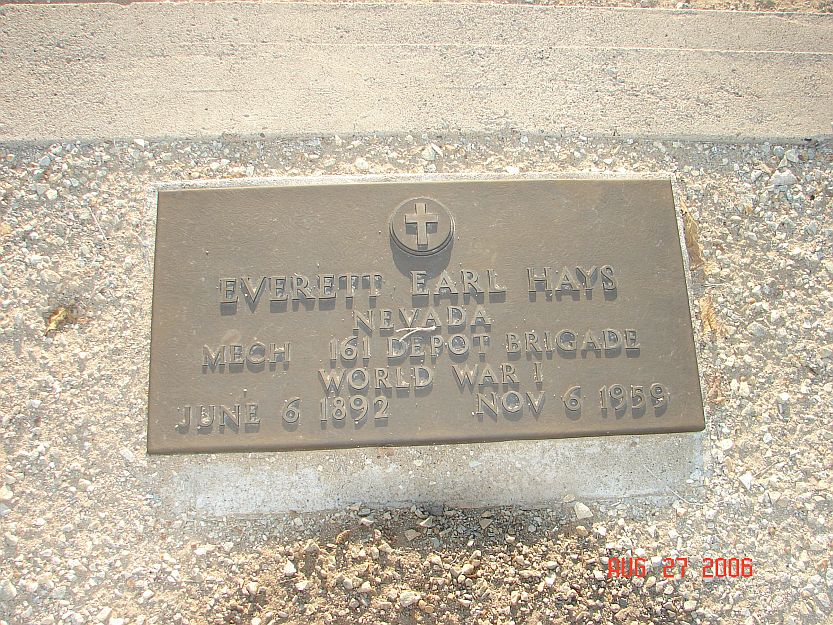 EVERETT EARL HAYS
NEVADA
MECH 161 DEPOT BRIGADE
WORLD WAR I
JUNE 6 1892 NOV 6 1959
AUG 27 2006